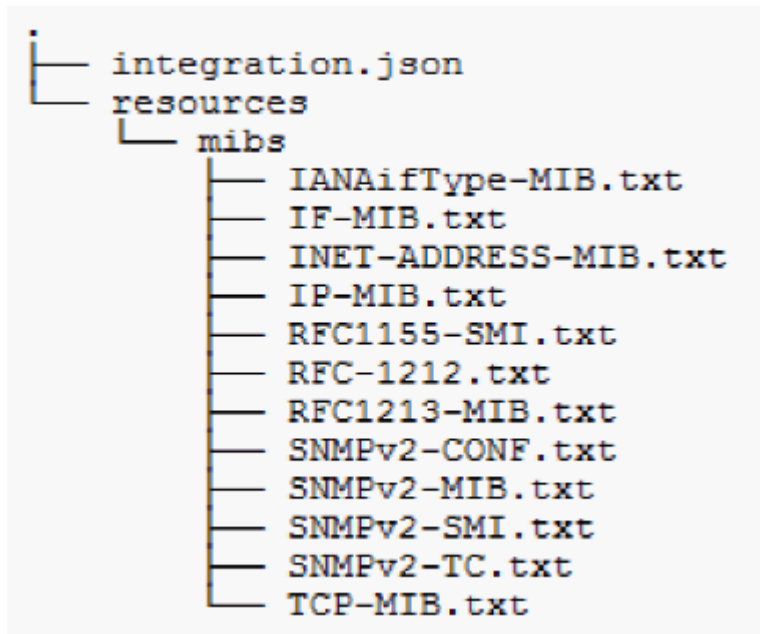 .
├── integration.json
└── resources
    └── mibs
        ├── IANAifType-MIB.txt
        ├── IF-MIB.txt
        ├── INET-ADDRESS-MIB.txt
        ├── IP-MIB.txt
        ├── RFC1155-SMI.txt
        ├── RFC-1212.txt
        ├── RFC1213-MIB.txt
        ├── SNMPv2-CONF.txt
        ├── SNMPv2-MIB.txt
        ├── SNMPv2-SMI.txt
        ├── SNMPv2-TC.txt
        └── TCP-MIB.txt